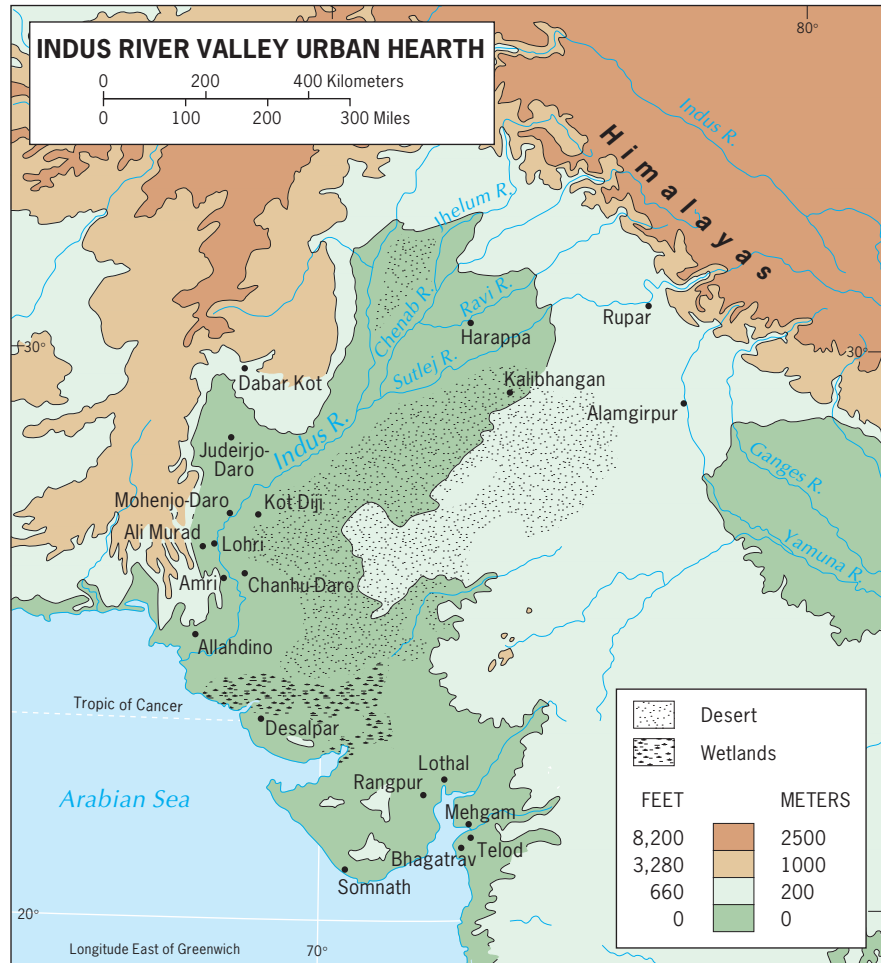 INDUS RIVER VALLEY URBAN HEARTH
0 200 400 Kilometers
0 100 200 300 Miles
80°
Indus R.
Himalayas
Jhelum R.
Chenab R.
Ravi R.
Rupar
Harappa
30°
30°
Sutlej R.
Dabar Kot
Kalibhangan
Alamgirpur
Indus R.
Judeirjo-
Daro
Ganges R.
Mohenjo-Daro
Kot Diji
Ali Murad
Lohri
Yamuna R.
Amri
Chanhu-Daro
Allahdino
Tropic of Cancer
Desalpar
Arabian Sea
Lothal
Rangpur
Mehgam
Telod
Bhagatrav
Somnath
20°
Longitude East of Greenwich
70°
Desert
Wetlands
FEET METERS
8,200 2500
3,280 1000
660 200
0 0